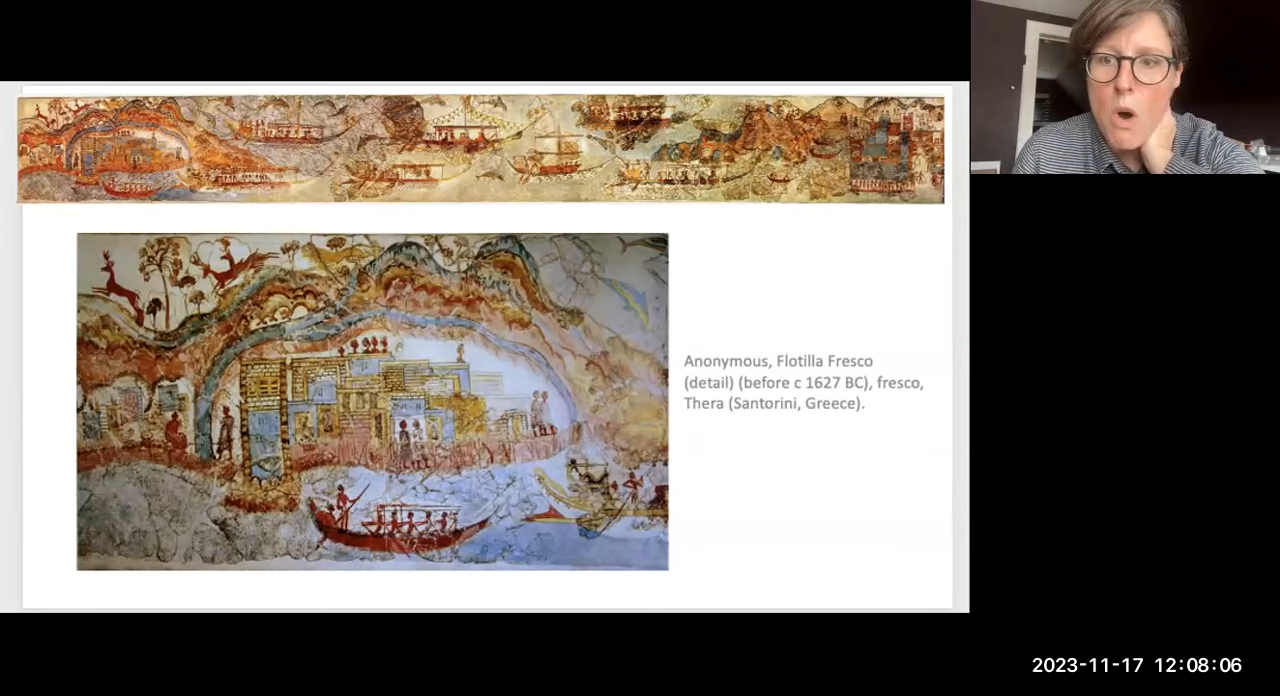 Anonymous, Flotilla Fresco
(detail) (before c 1627 BC), fresco,
Thera (Santorini, Greece).
2023-11-17 12:08:06